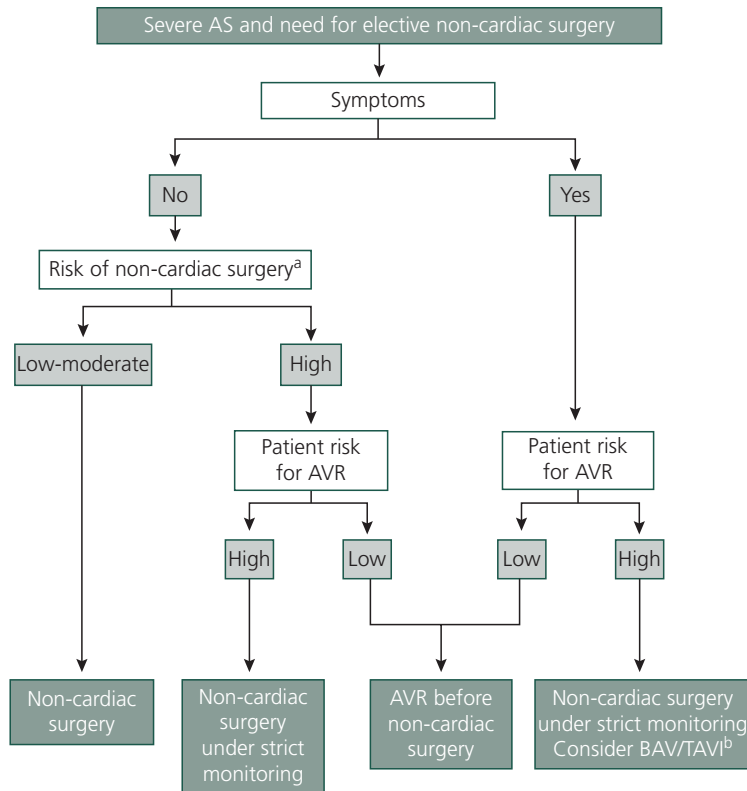 Severe AS and need for elective non-cardiac surgery
Symptoms
No
Yes
Risk of non-cardiac surgeryᵃ
Low-moderate
High
Patient risk
for AVR
Patient risk
for AVR
High
Low
Low
High
Non-cardiac
surgery
Non-cardiac
surgery
under strict
monitoring
AVR before
non-cardiac
surgery
Non-cardiac surgery
under strict monitoring
Consider BAV/TAVIᵇ